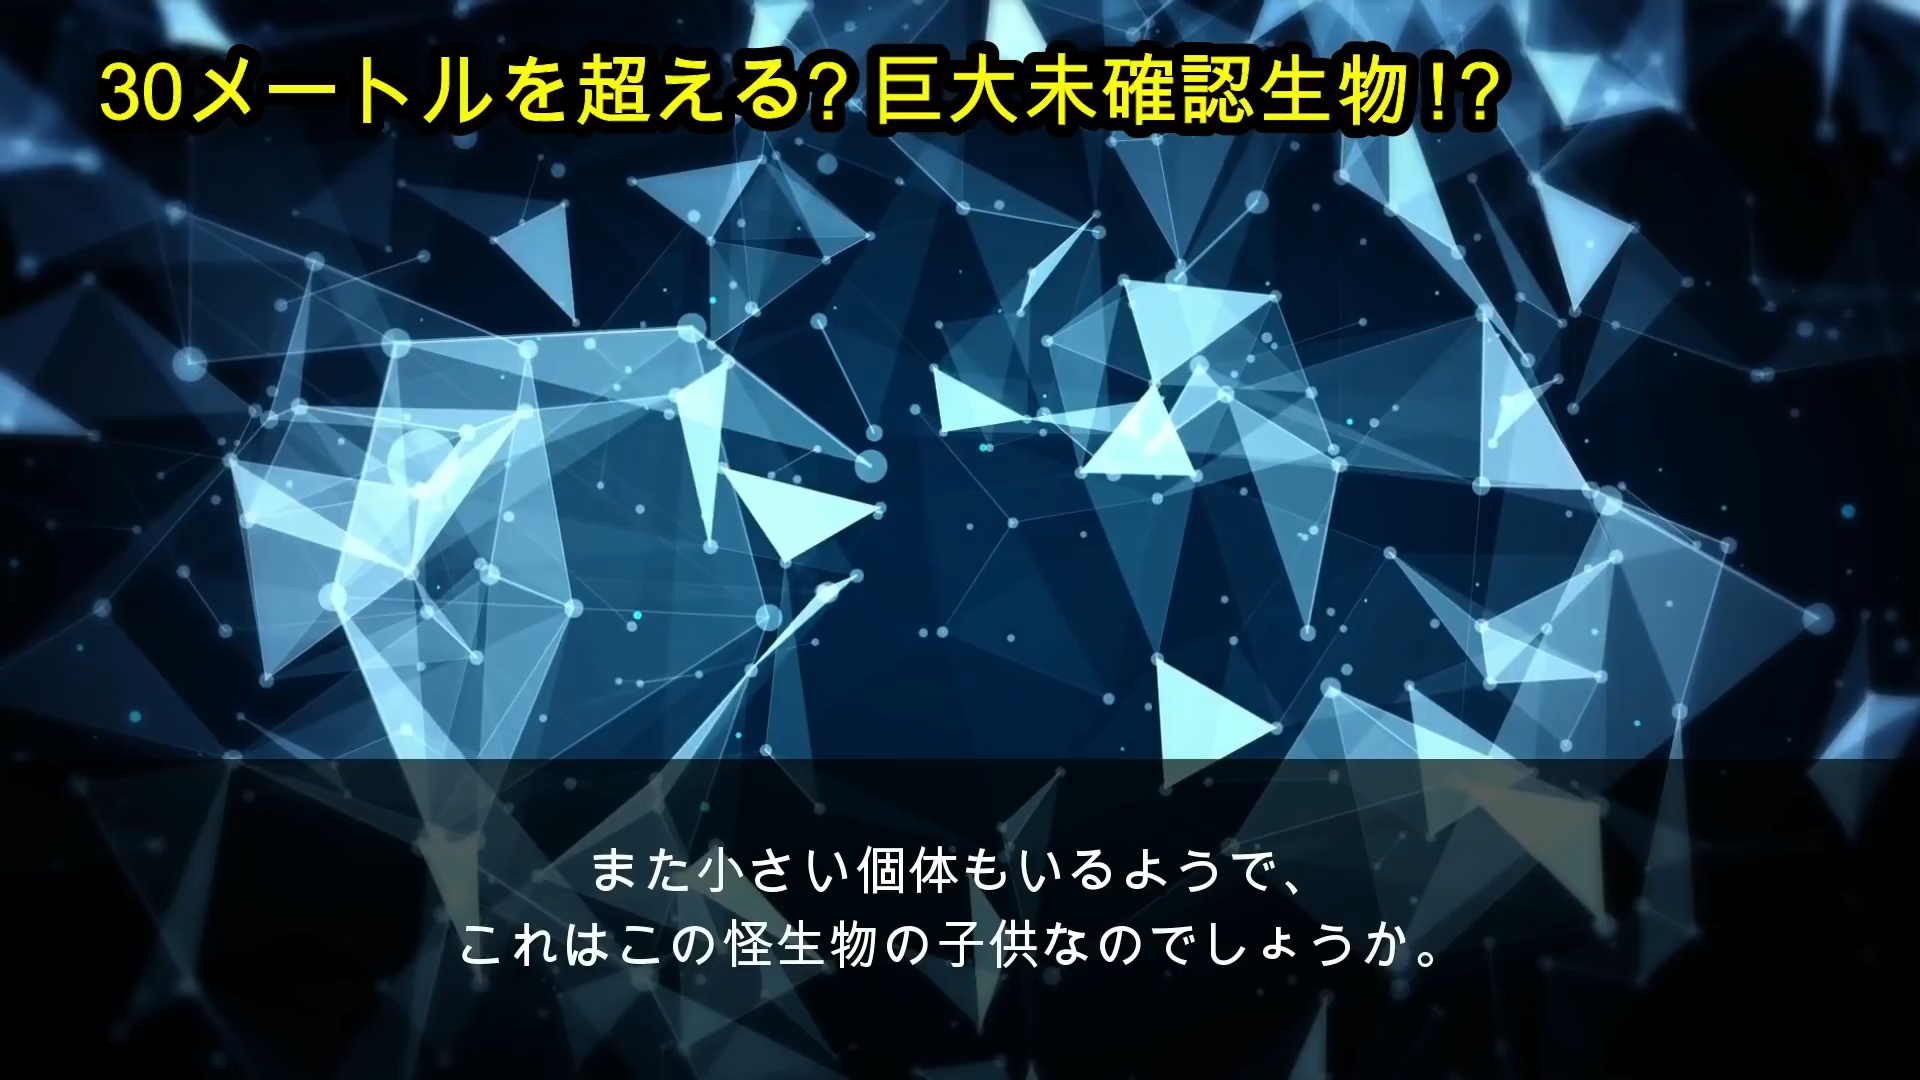 30メートルを超える?巨大未確認生物!?
また小さい個体もいるようで、
これはこの怪生物の子供なのでしょうか。